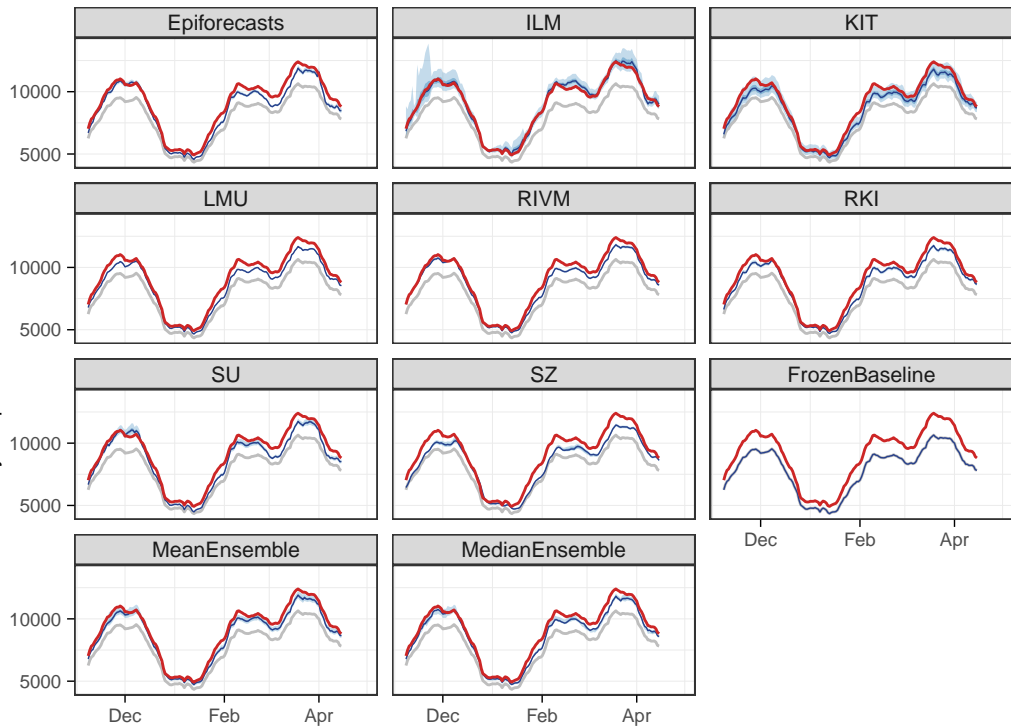 Epiforecasts ILM KIT
10000
5000
LMU RIVM RKI
10000
5000
SU SZ FrozenBaseline
10000
5000
Dec Feb Apr
MeanEnsemble MedianEnsemble
10000
5000
Dec Feb Apr Dec Feb Apr